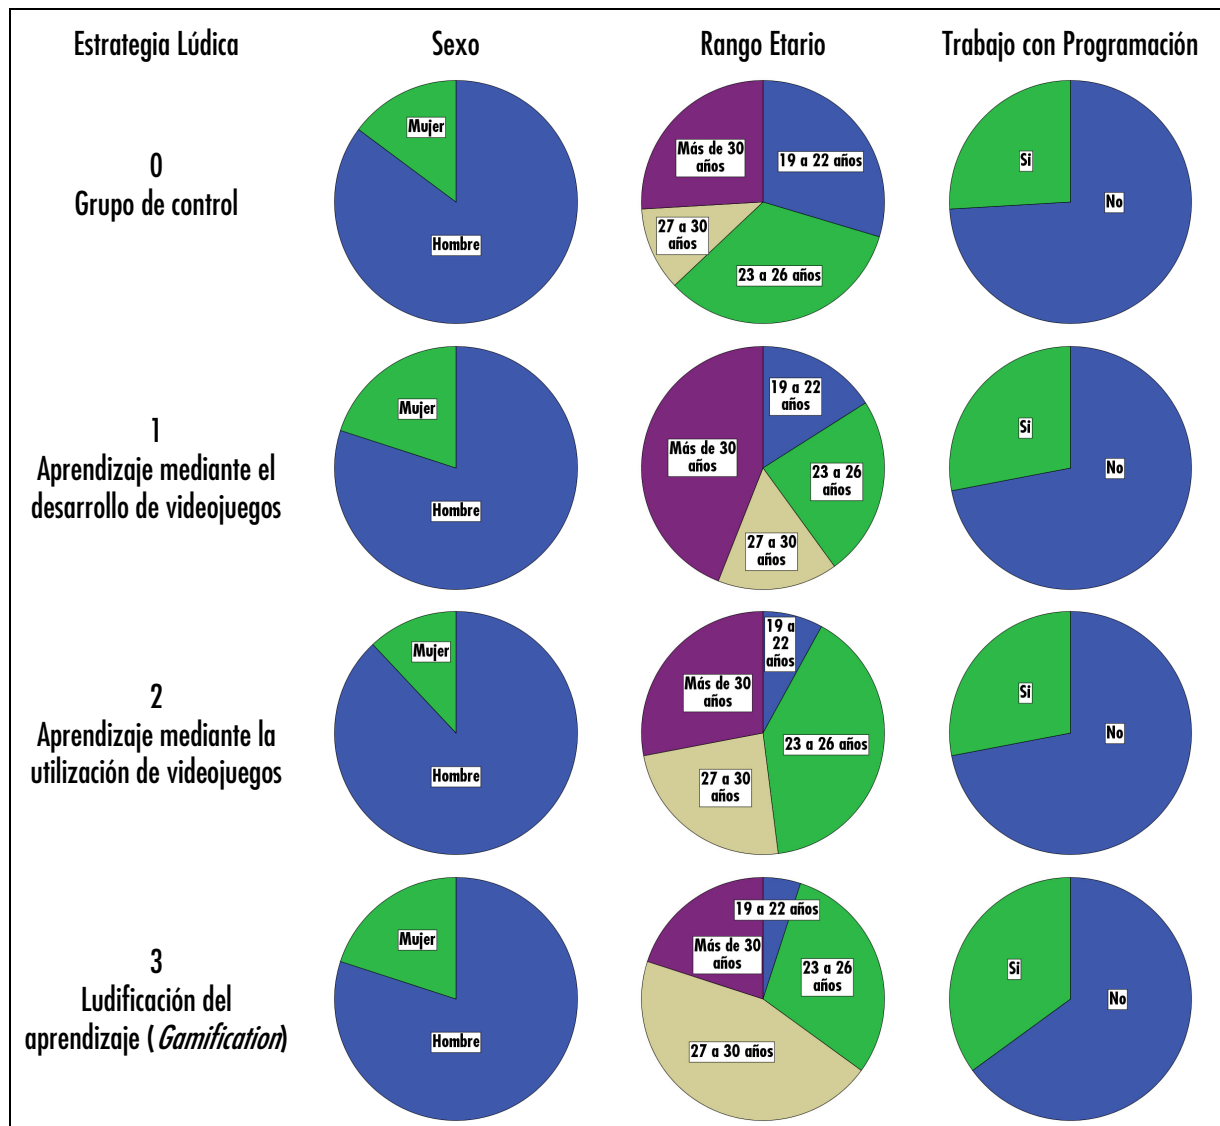 Estrategia Lúdica
Sexo
Rango Etario
Trabajo con Programación
0
Grupo de control
Mujer
Hombre
Más de 30
años
19 a 22 años
27 a 30
años
23 a 26 años
Si
No
1
Aprendizaje mediante el
desarrollo de videojuegos
Mujer
Hombre
19 a 22
años
Más de 30
años
23 a 26
años
27 a 30
años
Si
No
2
Aprendizaje mediante la
utilización de videojuegos
Mujer
Hombre
19 a
22
años
Más de 30
años
23 a 26 años
27 a 30
años
Si
No
3
Ludificación del
aprendizaje (Gamification)
Mujer
Hombre
19 a 22 años
Más de 30
años
23 a 26
años
27 a 30 años
Si
No